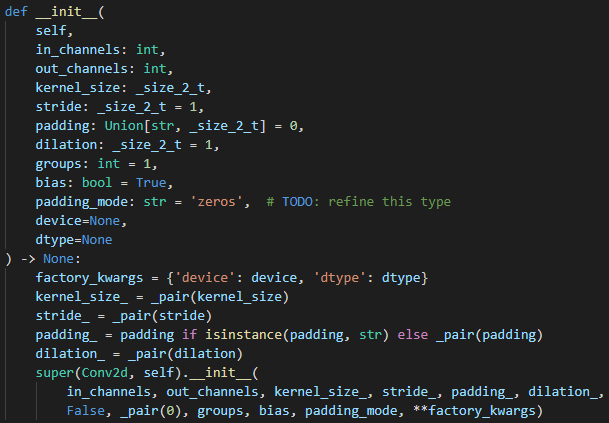 def __init__(
    self,
    in_channels: int,
    out_channels: int,
    kernel_size: _size_2_t,
    stride: _size_2_t = 1,
    padding: Union[str, _size_2_t] = 0,
    dilation: _size_2_t = 1,
    groups: int = 1,
    bias: bool = True,
    padding_mode: str = 'zeros',  # TODO: refine this type
    device=None,
    dtype=None
) -> None:
    factory_kwargs = {'device': device, 'dtype': dtype}
    kernel_size_ = _pair(kernel_size)
    stride_ = _pair(stride)
    padding_ = padding if isinstance(padding, str) else _pair(padding)
    dilation_ = _pair(dilation)
    super(Conv2d, self).__init__(
        in_channels, out_channels, kernel_size_, stride_, padding_, dilation_,
        False, _pair(0), groups, bias, padding_mode, **factory_kwargs)